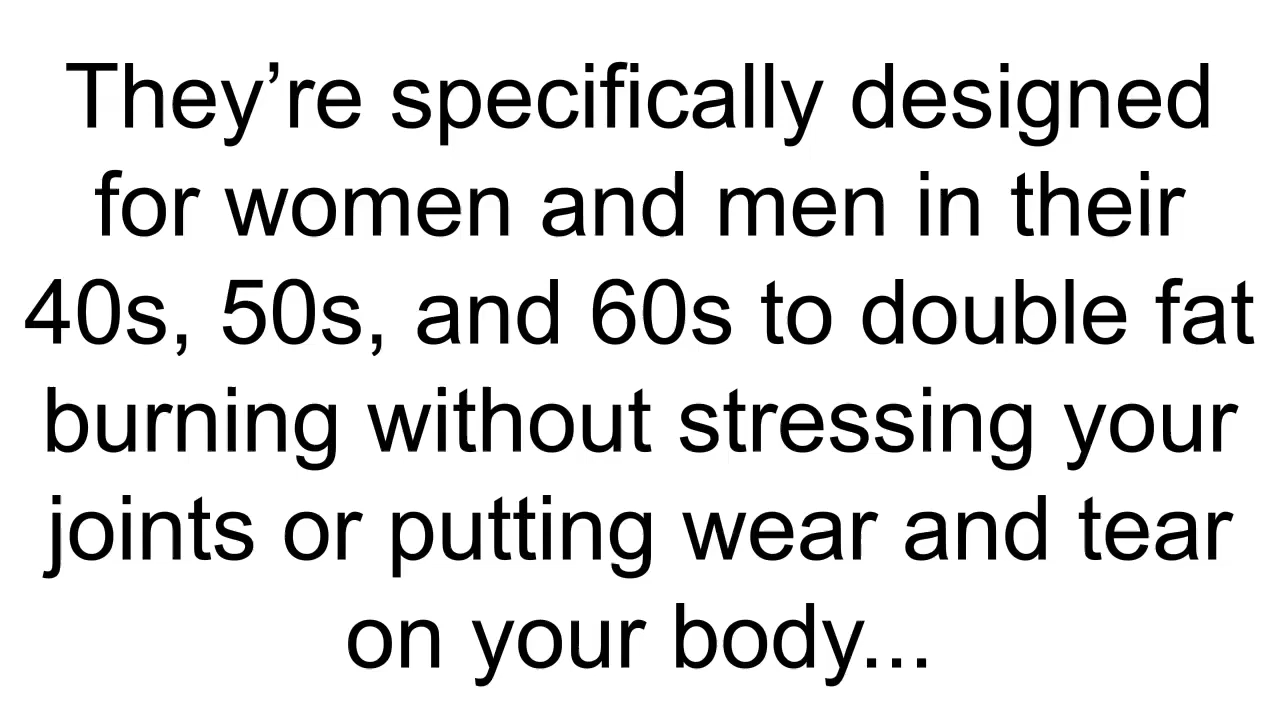 They’re specifically designed
for women and men in their
40s, 50s, and 60s to double fat
burning without stressing your
joints or putting wear and tear
on your body...